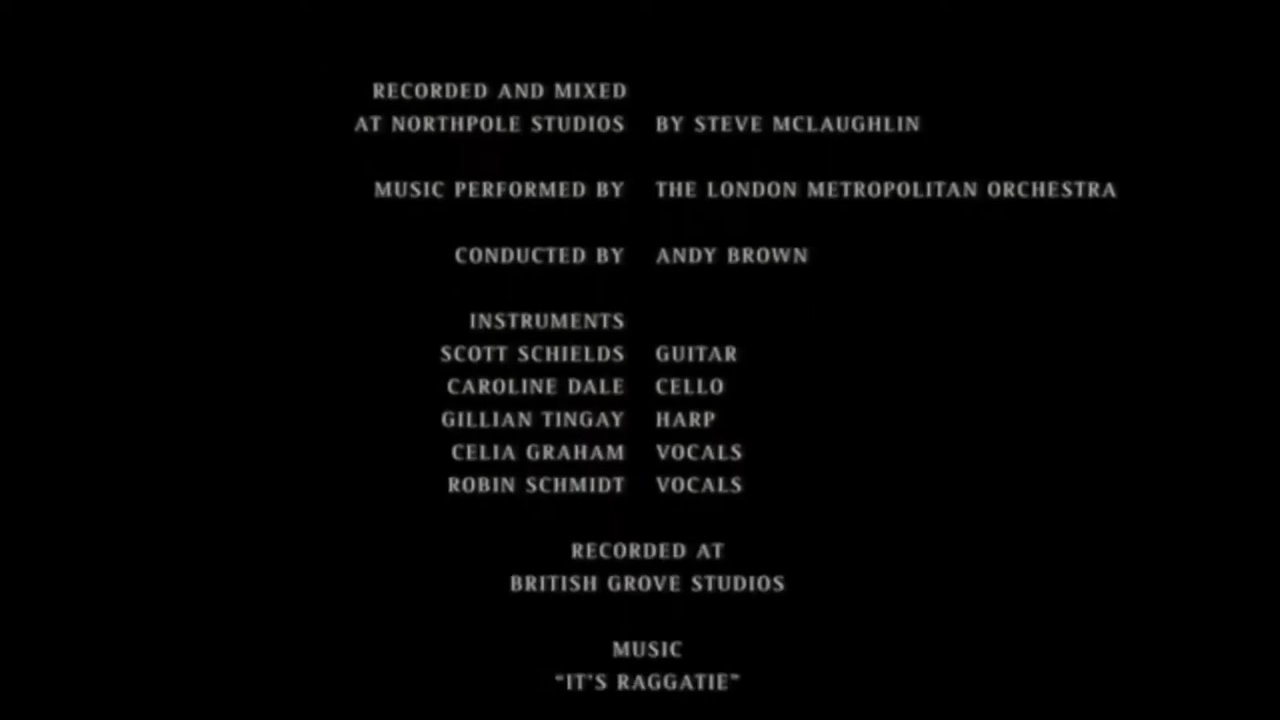 RECORDED AND MIXED
AT NORTHPOLE STUDIOS BY STEVE MCLAUGHLIN
MUSIC PERFORMED BY THE LONDON METROPOLITAN ORCHESTRA
CONDUCTED BY ANDY BROWN
INSTRUMENTS
SCOTT SCHIELDS GUITAR
CAROLINE DALE CELLO
GILLIAN TINGAY HARP
CELIA GRAHAM VOCALS
ROBIN SCHMIDT VOCALS
RECORDED AT
BRITISH GROVE STUDIOS
MUSIC
“IT’S RAGGATIE”